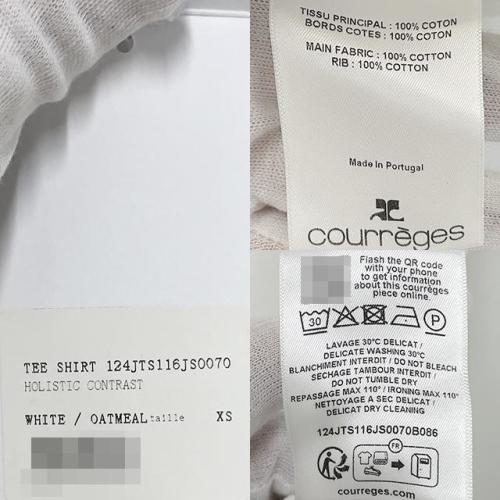 TISSU PRINCIPAL : 100% COTON
BORDS COTES : 100% COTON
MAIN FABRIC : 100% COTTON
RIB : 100% COTTON
Made in Portugal
courrèges
Flash the QR code
with your phone
to get information
about this courrèges
piece online.
30
P
LAVAGE 30°C DELICAT /
DELICATE WASHING 30°C
BLANCHIMENT INTERDIT / DO NOT BLEACH
SECHAGE TAMBOUR INTERDIT /
DO NOT TUMBLE DRY
REPASSAGE MAX 110° / IRONING MAX 110°
NETTOYAGE A SEC DELICAT /
DELICAT DRY CLEANING
124JTS116JS0070B086
FR
courreges.com
TEE SHIRT 124JTS116JS0070
HOLISTIC CONTRAST
WHITE / OATMEAL taille XS